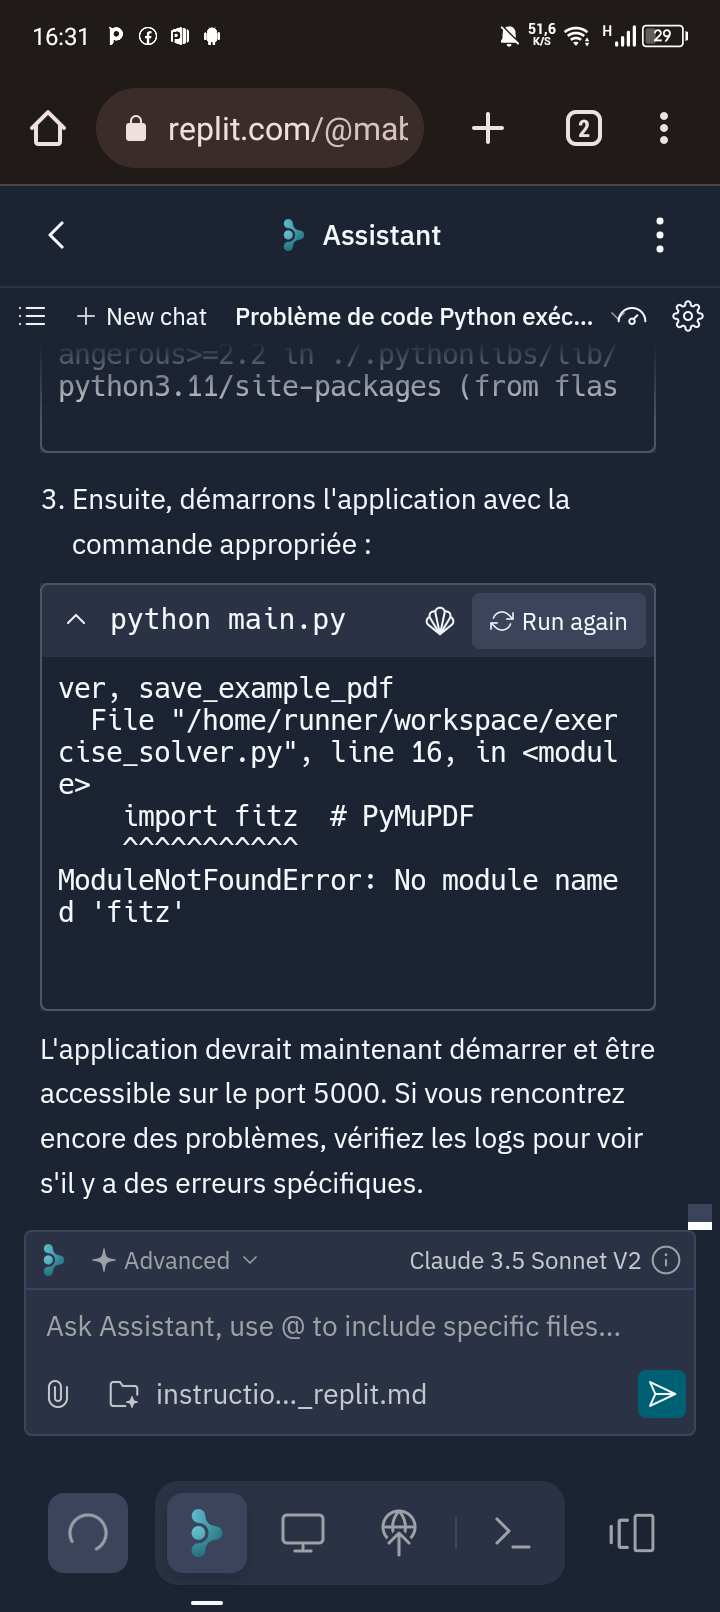 16:31
51,6
K/S
H
29
replit.com/@mab
2
Assistant
+ New chat
Problème de code Python exéc...
angerous>=2.2 in ./.pythonlibs/lib/
python3.11/site-packages (from flas
3. Ensuite, démarrons l'application avec la
commande appropriée :
python main.py
Run again
ver, save_example_pdf
File "/home/runner/workspace/exer
cise_solver.py", line 16, in <modul
e>
import fitz  # PyMuPDF
^^^^^^^^^^^
ModuleNotFoundError: No module name
d 'fitz'
L'application devrait maintenant démarrer et être
accessible sur le port 5000. Si vous rencontrez
encore des problèmes, vérifiez les logs pour voir
s'il y a des erreurs spécifiques.
Advanced
Claude 3.5 Sonnet V2
Ask Assistant, use @ to include specific files...
instructio..._replit.md